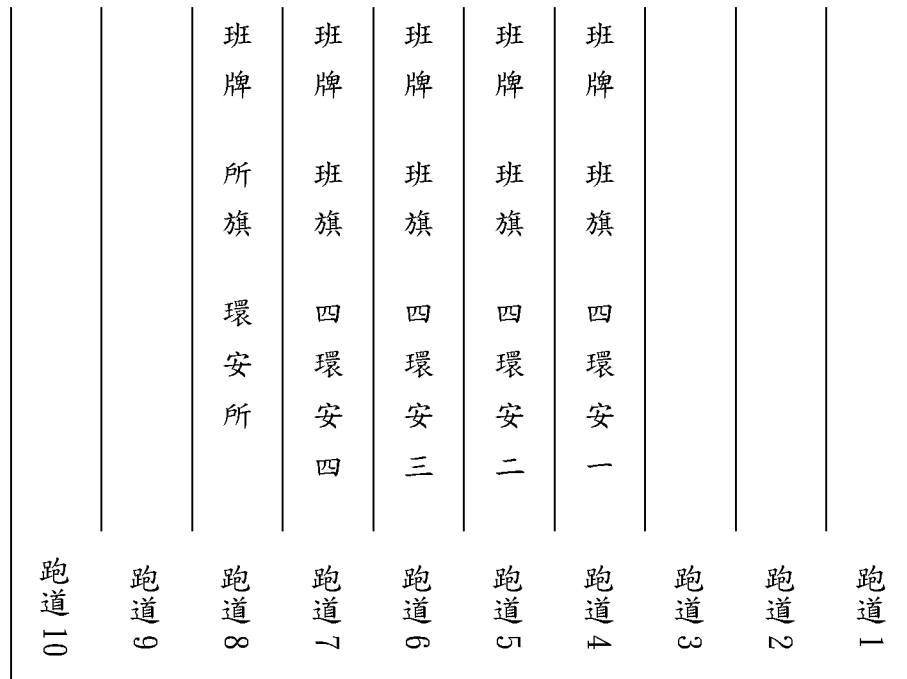 跑道1
跑道2
跑道3
班牌 班旗 四環安一
跑道4
班牌 班旗 四環安二
跑道5
班牌 班旗 四環安三
跑道6
班牌 班旗 四環安四
跑道7
班牌 所旗 環安所
跑道8
跑道9
跑道10